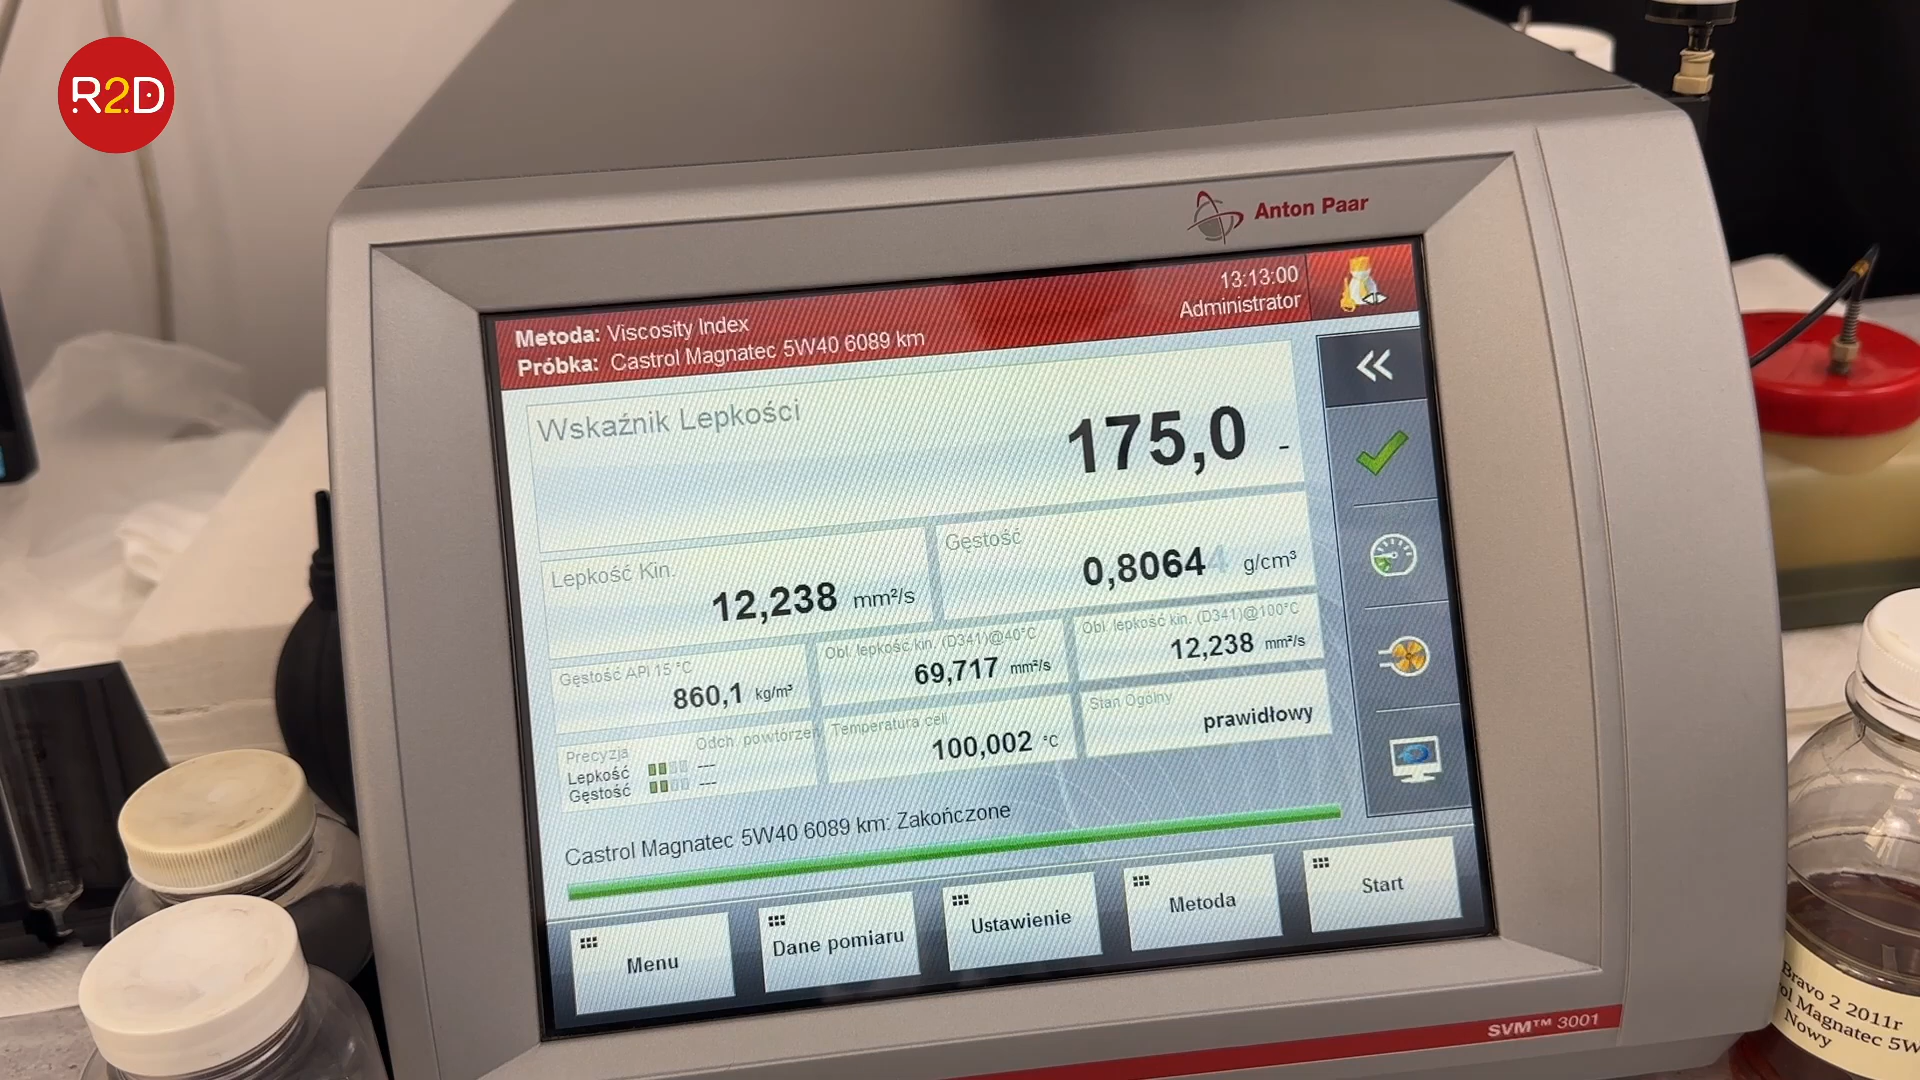 R2D
Anton Paar
13:13:00
Administrator
Metoda: Viscosity Index
Próbka: Castrol Magnatec 5W40 6089 km
Wskaźnik Lepkości
175,0 -
Lepkość Kin.
12,238 mm²/s
Gęstość
0,8064 g/cm³
Gęstość API 15 °C
860,1 kg/m³
Obl. lepkość kin. (D341)@40°C
69,717 mm²/s
Obl. lepkość kin. (D341)@100°C
12,238 mm²/s
Precyzja Odch. powtórzeń
Lepkość ---
Gęstość ---
Temperatura celi
100,002 °C
Stan Ogólny
prawidłowy
Castrol Magnatec 5W40 6089 km: Zakończone
Menu
Dane pomiaru
Ustawienie
Metoda
Start
SVM™ 3001
Bravo 2 2011r
Magnatec 5W
Nowy